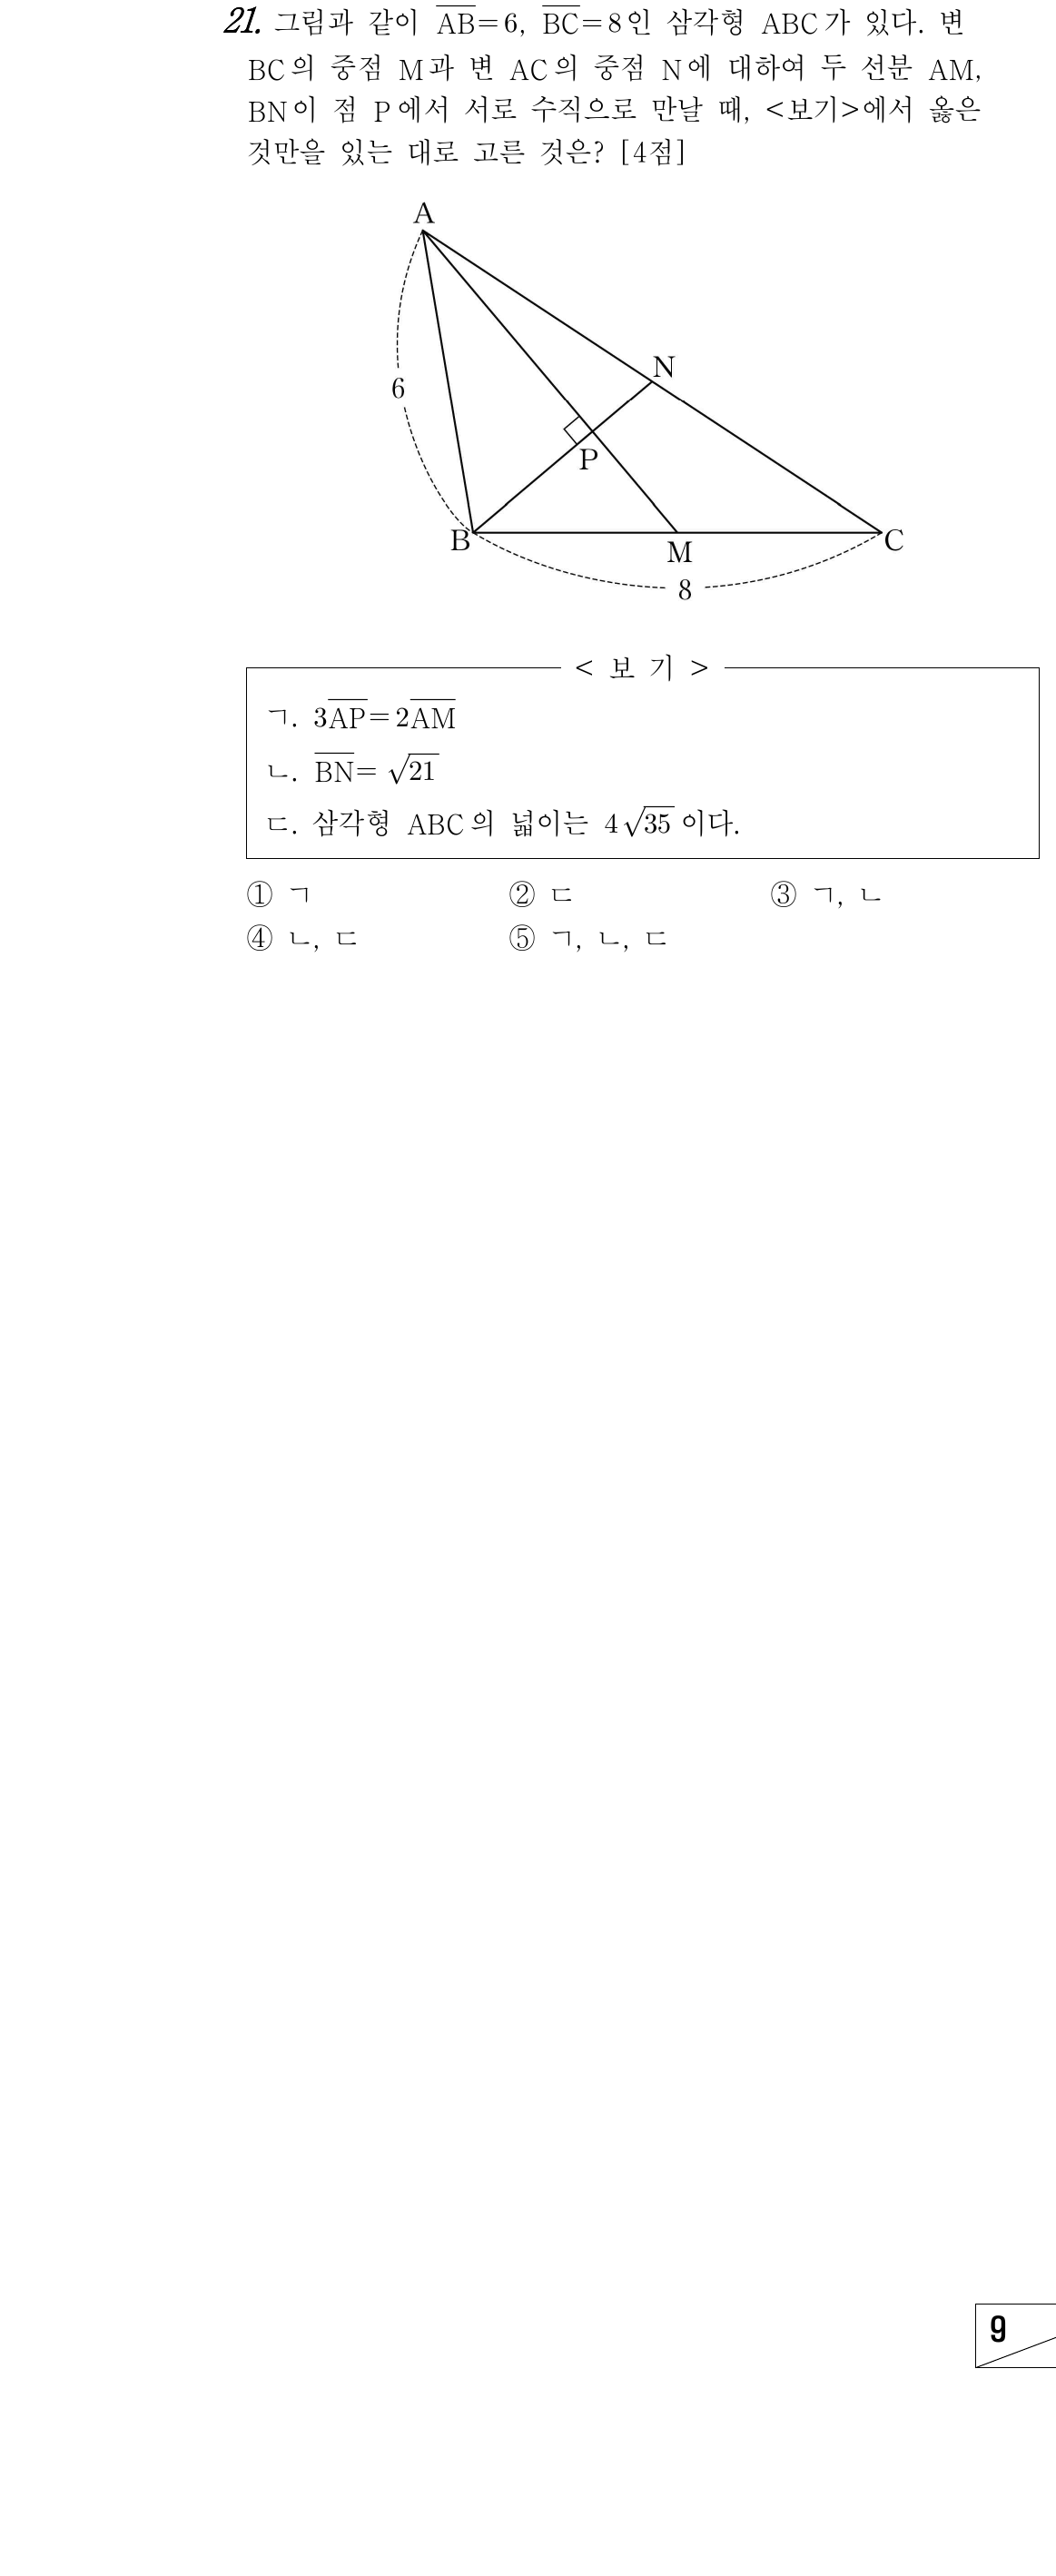 21. 그림과 같이 \overline{AB}=6, \overline{BC}=8인 삼각형 ABC가 있다. 변
BC의 중점 M과 변 AC의 중점 N에 대하여 두 선분 AM,
BN이 점 P에서 서로 수직으로 만날 때, <보기>에서 옳은
것만을 있는 대로 고른 것은? [4점]
A
N
6
P
B
M
C
8
< 보 기 >
ㄱ. 3\overline{AP}=2\overline{AM}
ㄴ. \overline{BN}=√21
ㄷ. 삼각형 ABC의 넓이는 4√35 이다.
① ㄱ ② ㄷ ③ ㄱ, ㄴ
④ ㄴ, ㄷ ⑤ ㄱ, ㄴ, ㄷ
9